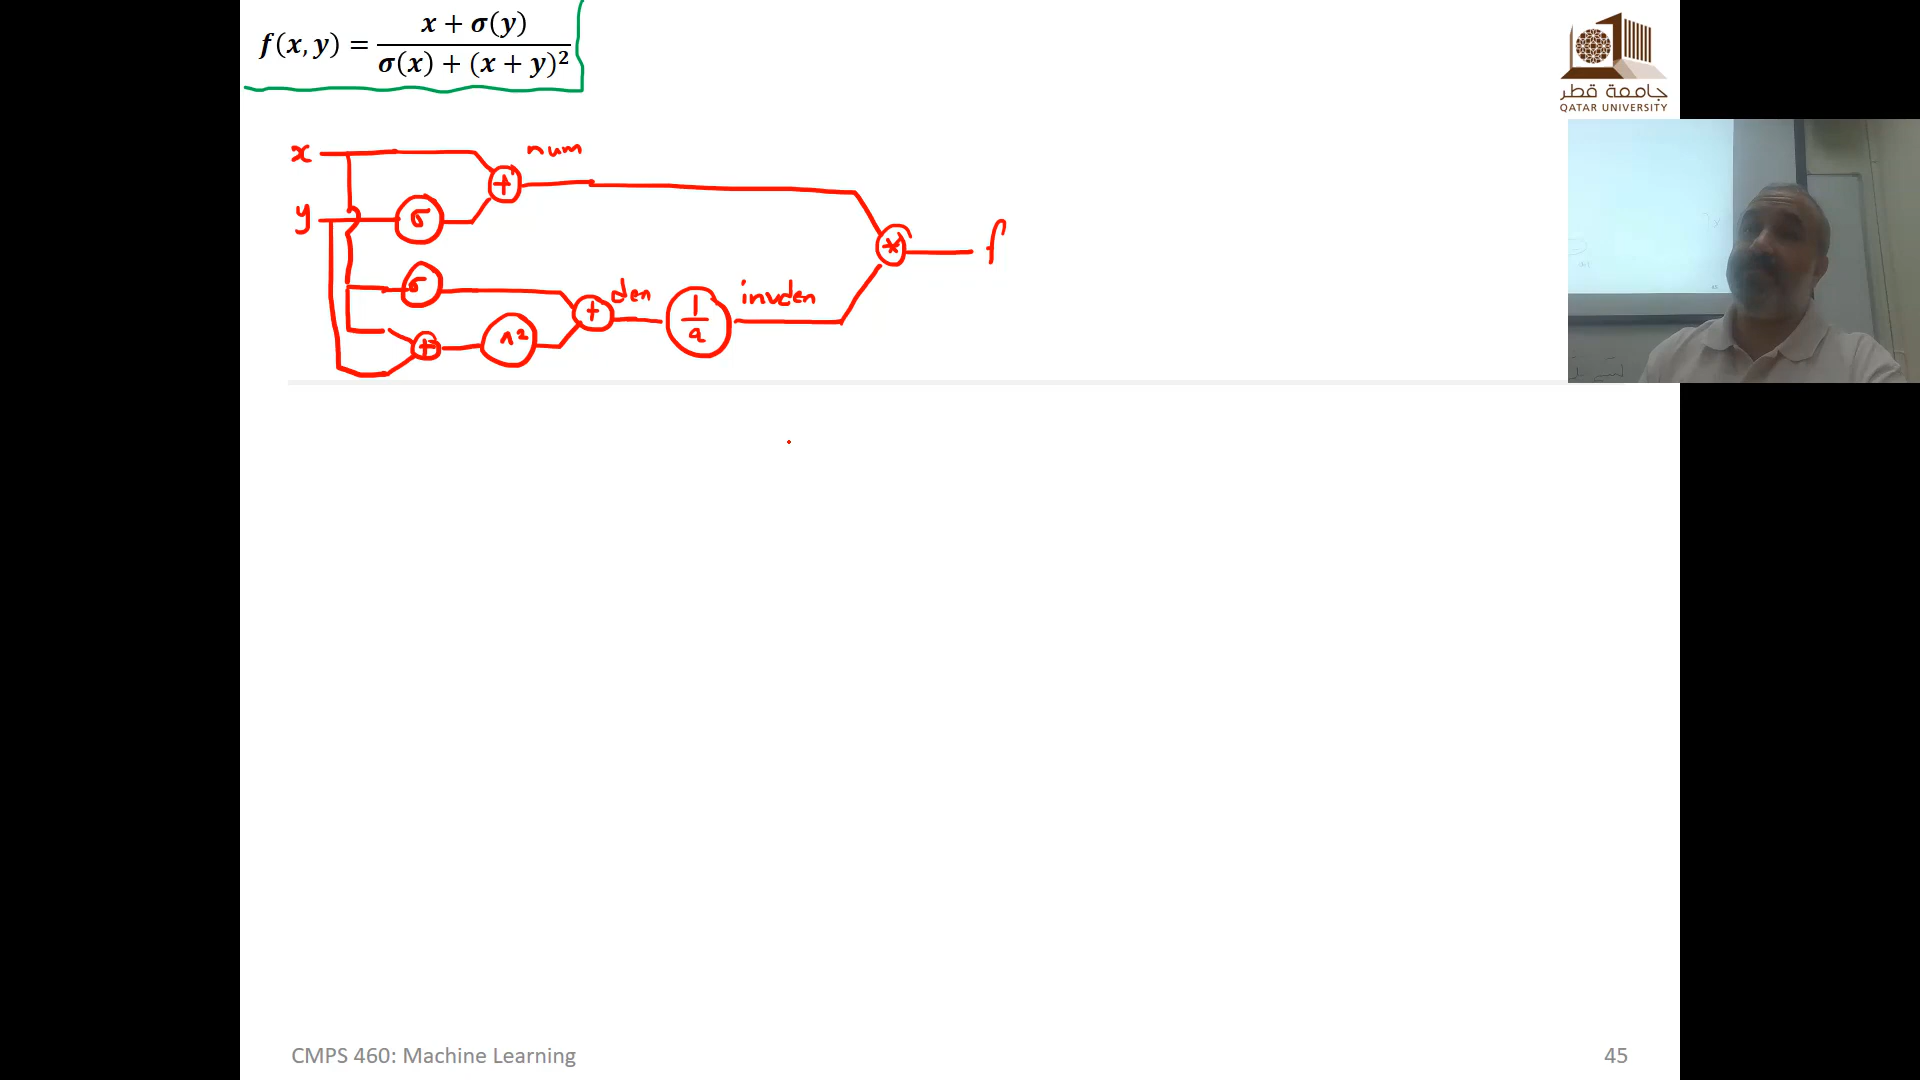 f(x, y) = x + σ(y) / σ(x) + (x + y)²
جامعة قطر
QATAR UNIVERSITY
x
num
+
y
σ
*
f
σ
+
den
1/a
invden
+
^2
CMPS 460: Machine Learning
45